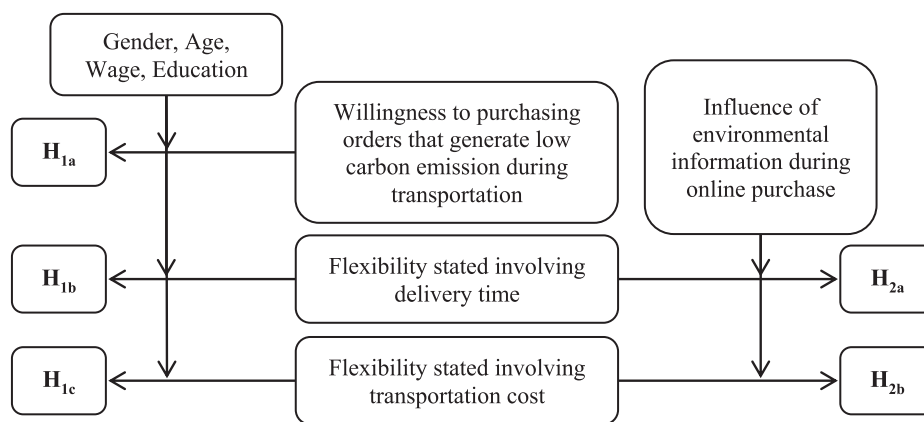 Gender, Age,
Wage, Education
Willingness to purchasing
orders that generate low
carbon emission during
transportation
Influence of
environmental
information during
online purchase
H1a
Flexibility stated involving
delivery time
H1b
H2a
Flexibility stated involving
transportation cost
H1c
H2b